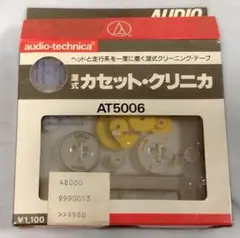 AUDIO
audio-technica.
ヘッドと走行系を一度に磨く湿式クリーニング・テープ
湿式 カセット・クリニカ
AT5006
48000
9990013
>>¥980
¥1,100